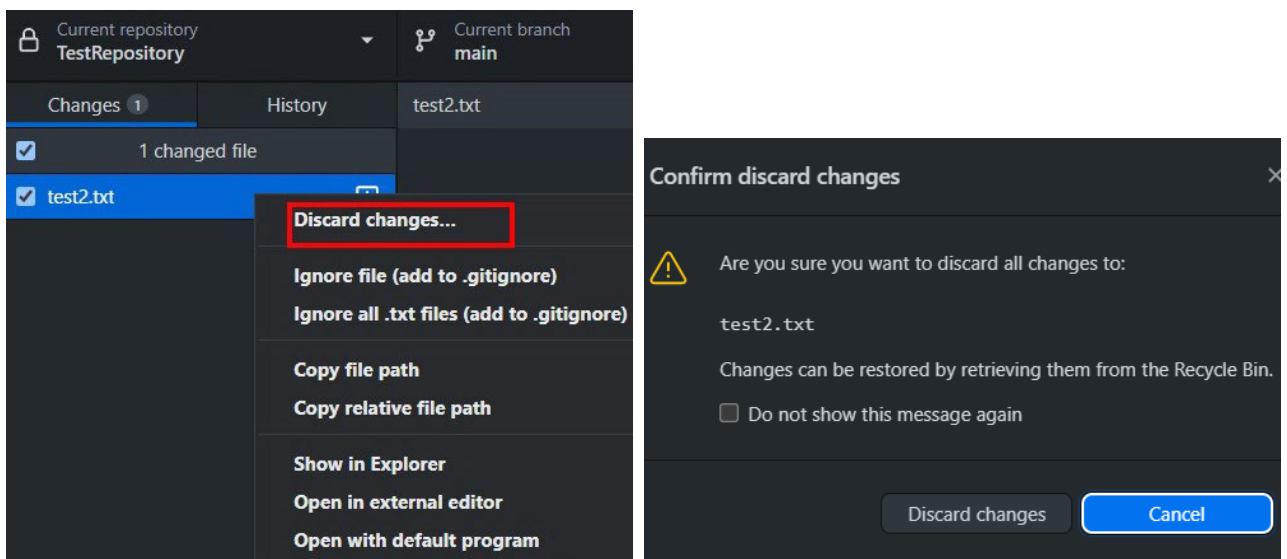 Current repository
TestRepository
Current branch
main
Changes 1
History
test2.txt
1 changed file
test2.txt
Discard changes...
Ignore file (add to .gitignore)
Ignore all .txt files (add to .gitignore)
Copy file path
Copy relative file path
Show in Explorer
Open in external editor
Open with default program
Confirm discard changes
Are you sure you want to discard all changes to:
test2.txt
Changes can be restored by retrieving them from the Recycle Bin.
Do not show this message again
Discard changes
Cancel